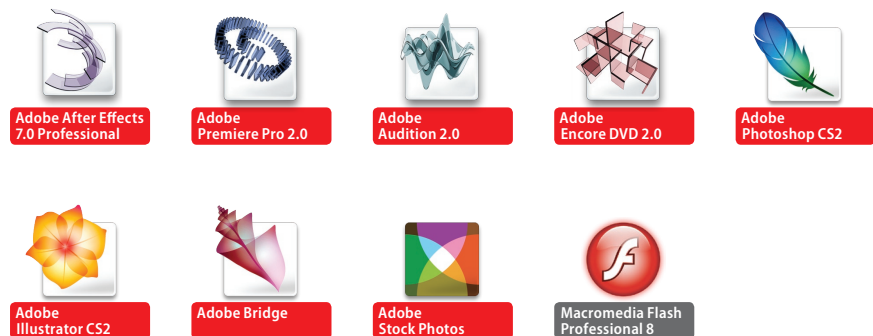 Adobe After Effects
7.0 Professional
Adobe
Premiere Pro 2.0
Adobe
Audition 2.0
Adobe
Encore DVD 2.0
Adobe
Photoshop CS2
Adobe
Illustrator CS2
Adobe Bridge
Adobe
Stock Photos
Macromedia Flash
Professional 8